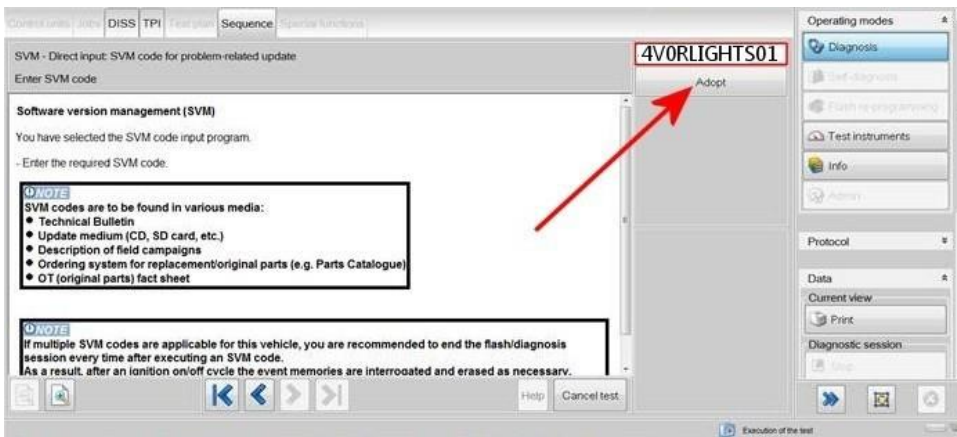 Control units
Jobs
DISS
TPI
Test plan
Sequence
Special functions
SVM - Direct input: SVM code for problem-related update
Enter SVM code
4V0RLIGHTS01
Adopt
Software version management (SVM)
You have selected the SVM code input program.
- Enter the required SVM code.
NOTE
SVM codes are to be found in various media:
● Technical Bulletin
● Update medium (CD, SD card, etc.)
● Description of field campaigns
● Ordering system for replacement/original parts (e.g. Parts Catalogue)
● OT (original parts) fact sheet
NOTE
If multiple SVM codes are applicable for this vehicle, you are recommended to end the flash/diagnosis
session every time after executing an SVM code.
As a result, after an ignition on/off cycle the event memories are interrogated and erased as necessary.
Help
Cancel test
Operating modes
Diagnosis
Self-diagnosis
Flash re-programming
Test instruments
Info
Admin
Protocol
Data
Current view
Print
Diagnostic session
Stop
Execution of the test